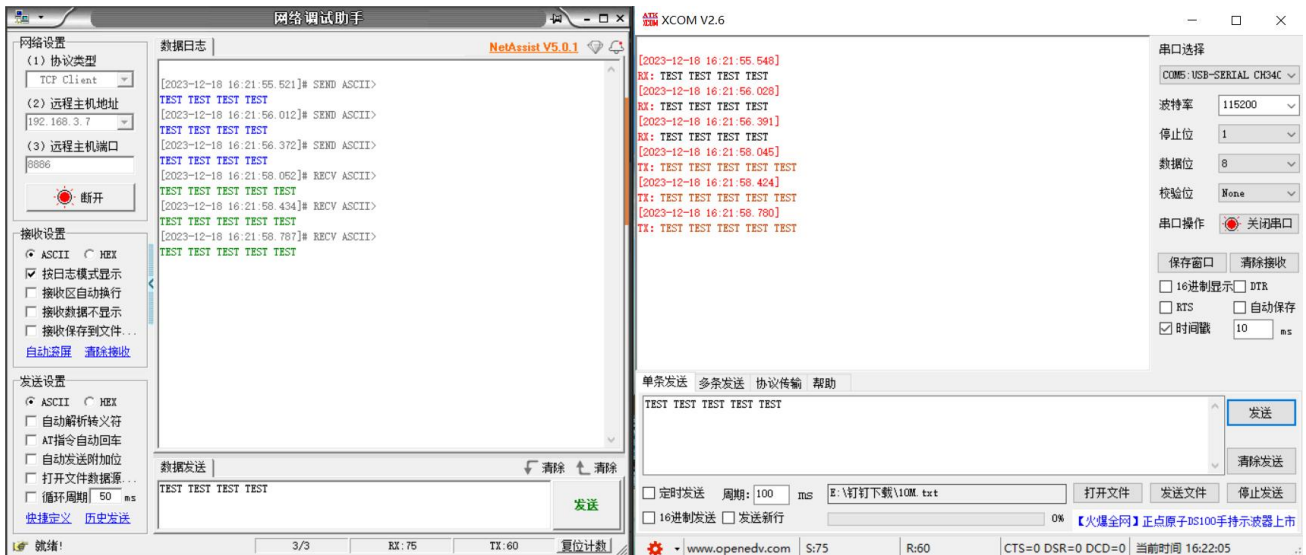 网络调试助手
网络设置
(1) 协议类型
TCP Client
(2) 远程主机地址
192.168.3.7
(3) 远程主机端口
8886
断开
接收设置
ASCII HEX
按日志模式显示
接收区自动换行
接收数据不显示
接收保存到文件...
自动滚屏 清除接收
发送设置
ASCII HEX
自动解析转义符
AT指令自动回车
自动发送附加位
打开文件数据源...
循环周期 50 ms
快捷定义 历史发送
就绪!
数据日志
NetAssist V5.0.1
[2023-12-18 16:21:55.521]# SEND ASCII>
TEST TEST TEST TEST
[2023-12-18 16:21:56.012]# SEND ASCII>
TEST TEST TEST TEST
[2023-12-18 16:21:56.372]# SEND ASCII>
TEST TEST TEST TEST
[2023-12-18 16:21:58.052]# RECV ASCII>
TEST TEST TEST TEST TEST
[2023-12-18 16:21:58.434]# RECV ASCII>
TEST TEST TEST TEST TEST
[2023-12-18 16:21:58.787]# RECV ASCII>
TEST TEST TEST TEST TEST
数据发送 清除 清除
TEST TEST TEST TEST
发送
3/3 RX:75 TX:60 复位计数
ATK XCOM XCOM V2.6
[2023-12-18 16:21:55.548]
RX: TEST TEST TEST TEST
[2023-12-18 16:21:56.028]
RX: TEST TEST TEST TEST
[2023-12-18 16:21:56.391]
RX: TEST TEST TEST TEST
[2023-12-18 16:21:58.045]
TX: TEST TEST TEST TEST TEST
[2023-12-18 16:21:58.424]
TX: TEST TEST TEST TEST TEST
[2023-12-18 16:21:58.780]
TX: TEST TEST TEST TEST TEST
串口选择
COM5:USB-SERIAL CH34C
波特率 115200
停止位 1
数据位 8
校验位 None
串口操作 关闭串口
保存窗口 清除接收
16进制显示 DTR
RTS 自动保存
时间戳 10 ms
单条发送 多条发送 协议传输 帮助
TEST TEST TEST TEST TEST
发送
清除发送
定时发送 周期: 100 ms E:\钉钉下载\10M.txt 打开文件 发送文件 停止发送
16进制发送 发送新行 0% 【火爆全网】正点原子DS100手持示波器上市
www.openedv.com S:75 R:60 CTS=0 DSR=0 DCD=0 当前时间 16:22:05